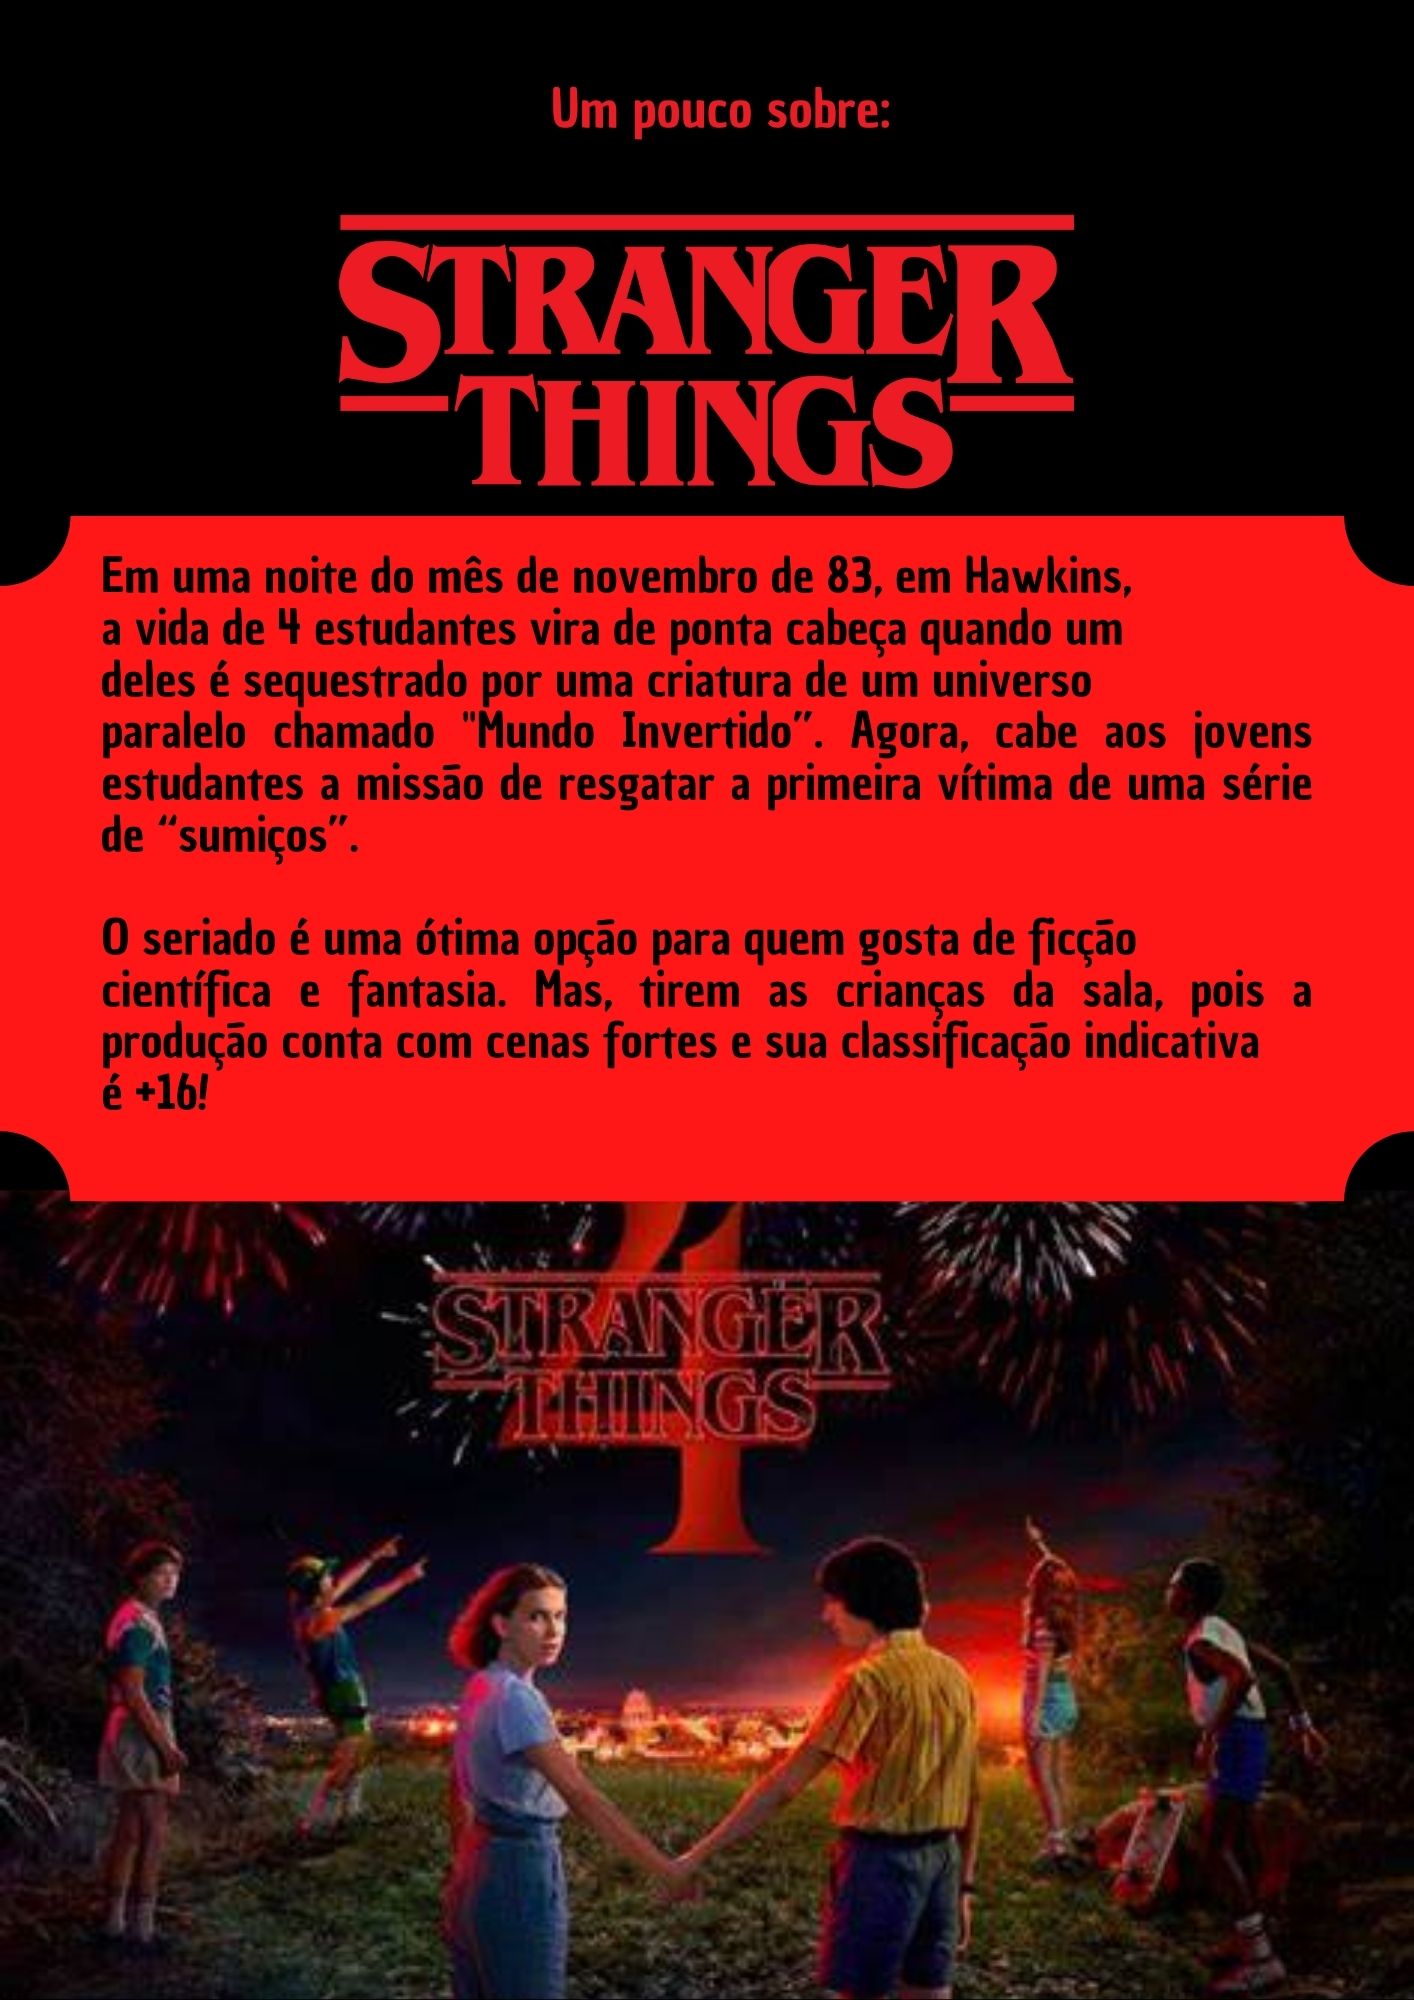 Um pouco sobre:
STRANGER
THINGS
Em uma noite do mês de novembro de 83, em Hawkins,
a vida de 4 estudantes vira de ponta cabeça quando um
deles é sequestrado por uma criatura de um universo
paralelo chamado "Mundo Invertido”. Agora, cabe aos jovens
estudantes a missão de resgatar a primeira vítima de uma série
de “sumiços”.
O seriado é uma ótima opção para quem gosta de ficção
científica e fantasia. Mas, tirem as crianças da sala, pois a
produção conta com cenas fortes e sua classificação indicativa
é +16!
4
STRANGER
THINGS